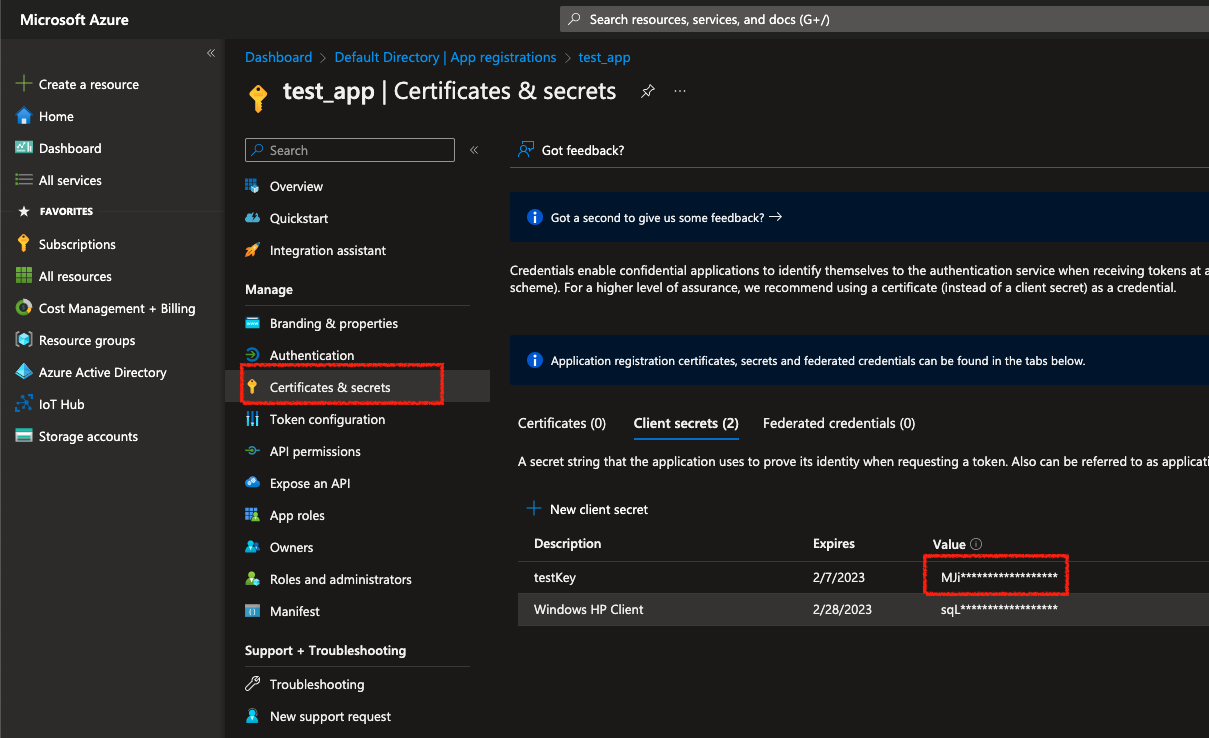 Microsoft Azure
Search resources, services, and docs (G+/)
«
Create a resource
Home
Dashboard
All services
FAVORITES
Subscriptions
All resources
Cost Management + Billing
Resource groups
Azure Active Directory
IoT Hub
Storage accounts
Dashboard > Default Directory | App registrations > test_app
test_app | Certificates & secrets
...
Search
«
Overview
Quickstart
Integration assistant
Manage
Branding & properties
Authentication
Certificates & secrets
Token configuration
API permissions
Expose an API
App roles
Owners
Roles and administrators
Manifest
Support + Troubleshooting
Troubleshooting
New support request
Got feedback?
Got a second to give us some feedback? →
Credentials enable confidential applications to identify themselves to the authentication service when receiving tokens at a
scheme). For a higher level of assurance, we recommend using a certificate (instead of a client secret) as a credential.
Application registration certificates, secrets and federated credentials can be found in the tabs below.
Certificates (0) Client secrets (2) Federated credentials (0)
A secret string that the application uses to prove its identity when requesting a token. Also can be referred to as applicati
New client secret
Description Expires Value
testKey 2/7/2023 MJi******************
Windows HP Client 2/28/2023 sqL******************